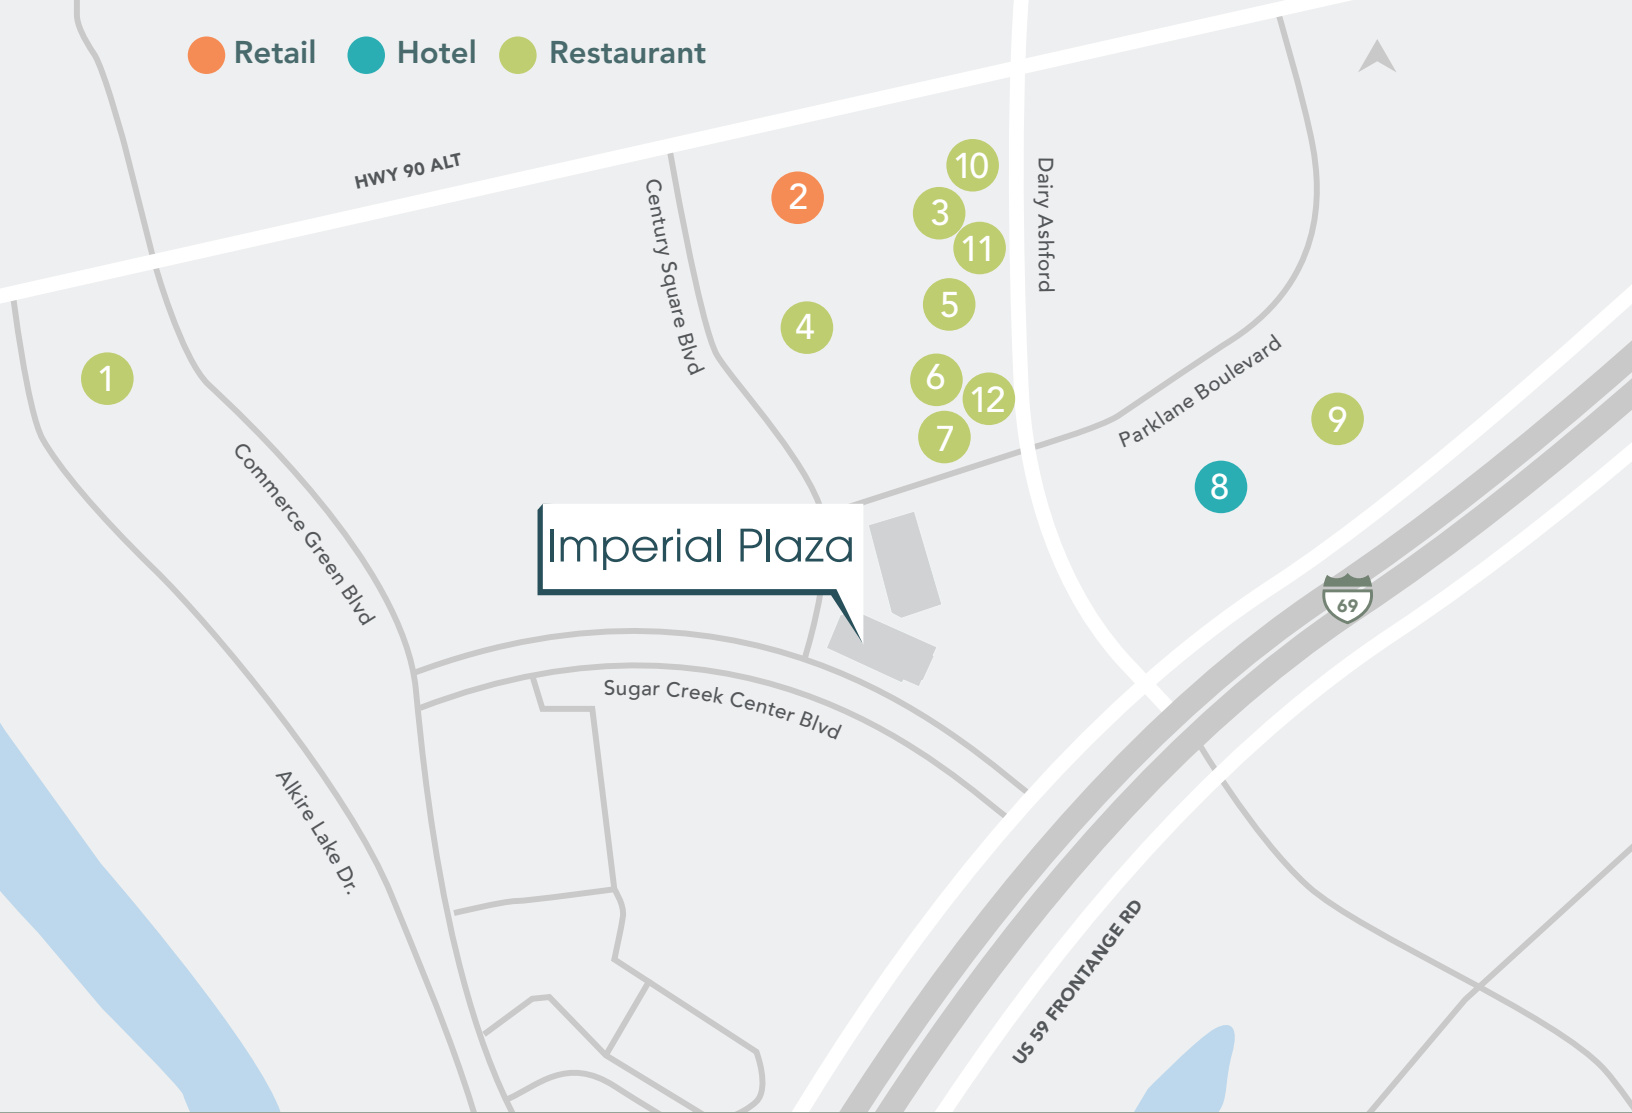 Retail Hotel Restaurant
HWY 90 ALT
Century Square Blvd
Dairy Ashford
2
10
3
11
5
4
1
6
12
7
9
8
Parklane Boulevard
Commerce Green Blvd
Imperial Plaza
69
Sugar Creek Center Blvd
Alkire Lake Dr.
US 59 FRONTANGE RD